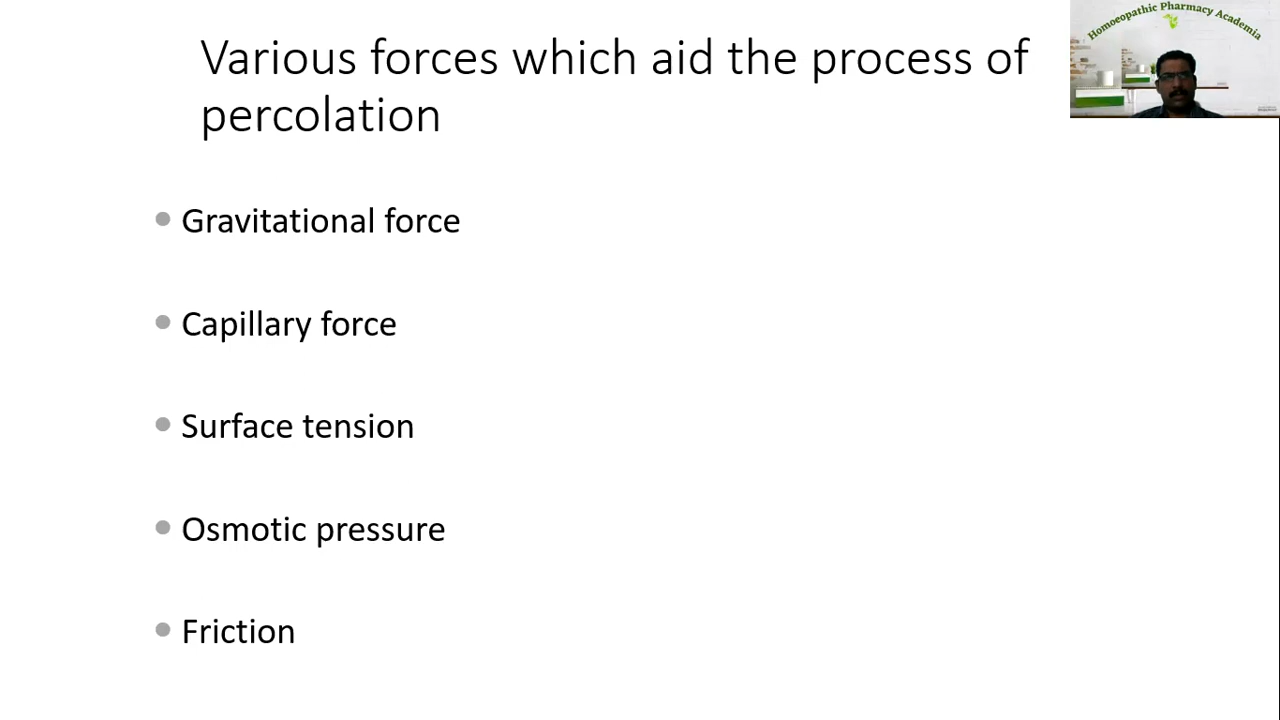 Various forces which aid the process of
percolation
Homoeopathic Pharmacy Academia
Gravitational force
Capillary force
Surface tension
Osmotic pressure
Friction